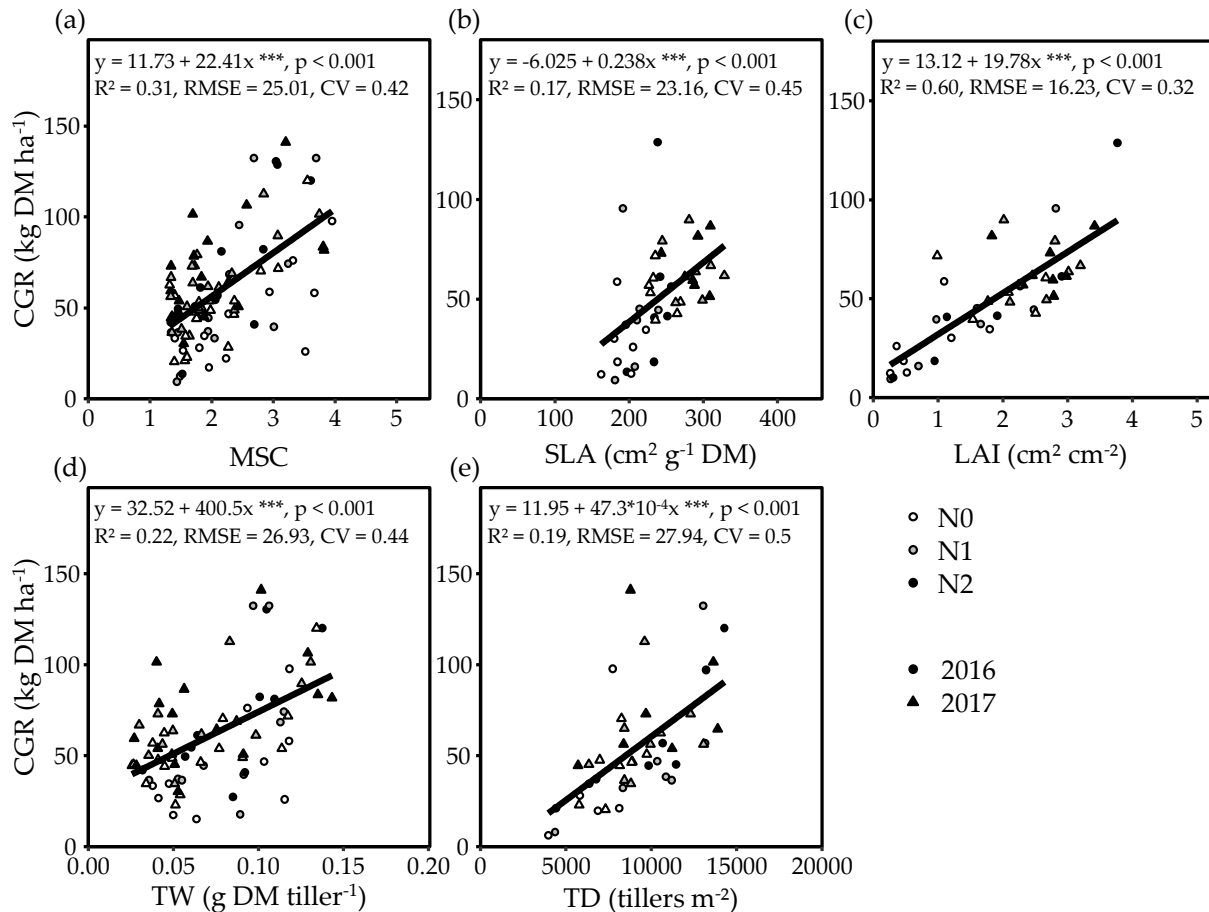 (a)
y = 11.73 + 22.41x ***, p < 0.001
R² = 0.31, RMSE = 25.01, CV = 0.42
CGR (kg DM ha⁻¹)
150
100
50
0
0 1 2 3 4 5
MSC
(b)
y = -6.025 + 0.238x ***, p < 0.001
R² = 0.17, RMSE = 23.16, CV = 0.45
150
100
50
0
0 100 200 300 400
SLA (cm² g⁻¹ DM)
(c)
y = 13.12 + 19.78x ***, p < 0.001
R² = 0.60, RMSE = 16.23, CV = 0.32
150
100
50
0
0 1 2 3 4 5
LAI (cm² cm⁻²)
(d)
y = 32.52 + 400.5x ***, p < 0.001
R² = 0.22, RMSE = 26.93, CV = 0.44
CGR (kg DM ha⁻¹)
150
100
50
0
0.00 0.05 0.10 0.15 0.20
TW (g DM tiller⁻¹)
(e)
y = 11.95 + 47.3*10⁻⁴x ***, p < 0.001
R² = 0.19, RMSE = 27.94, CV = 0.5
150
100
50
0
0 5000 10000 15000 20000
TD (tillers m⁻²)
N0
N1
N2
2016
2017